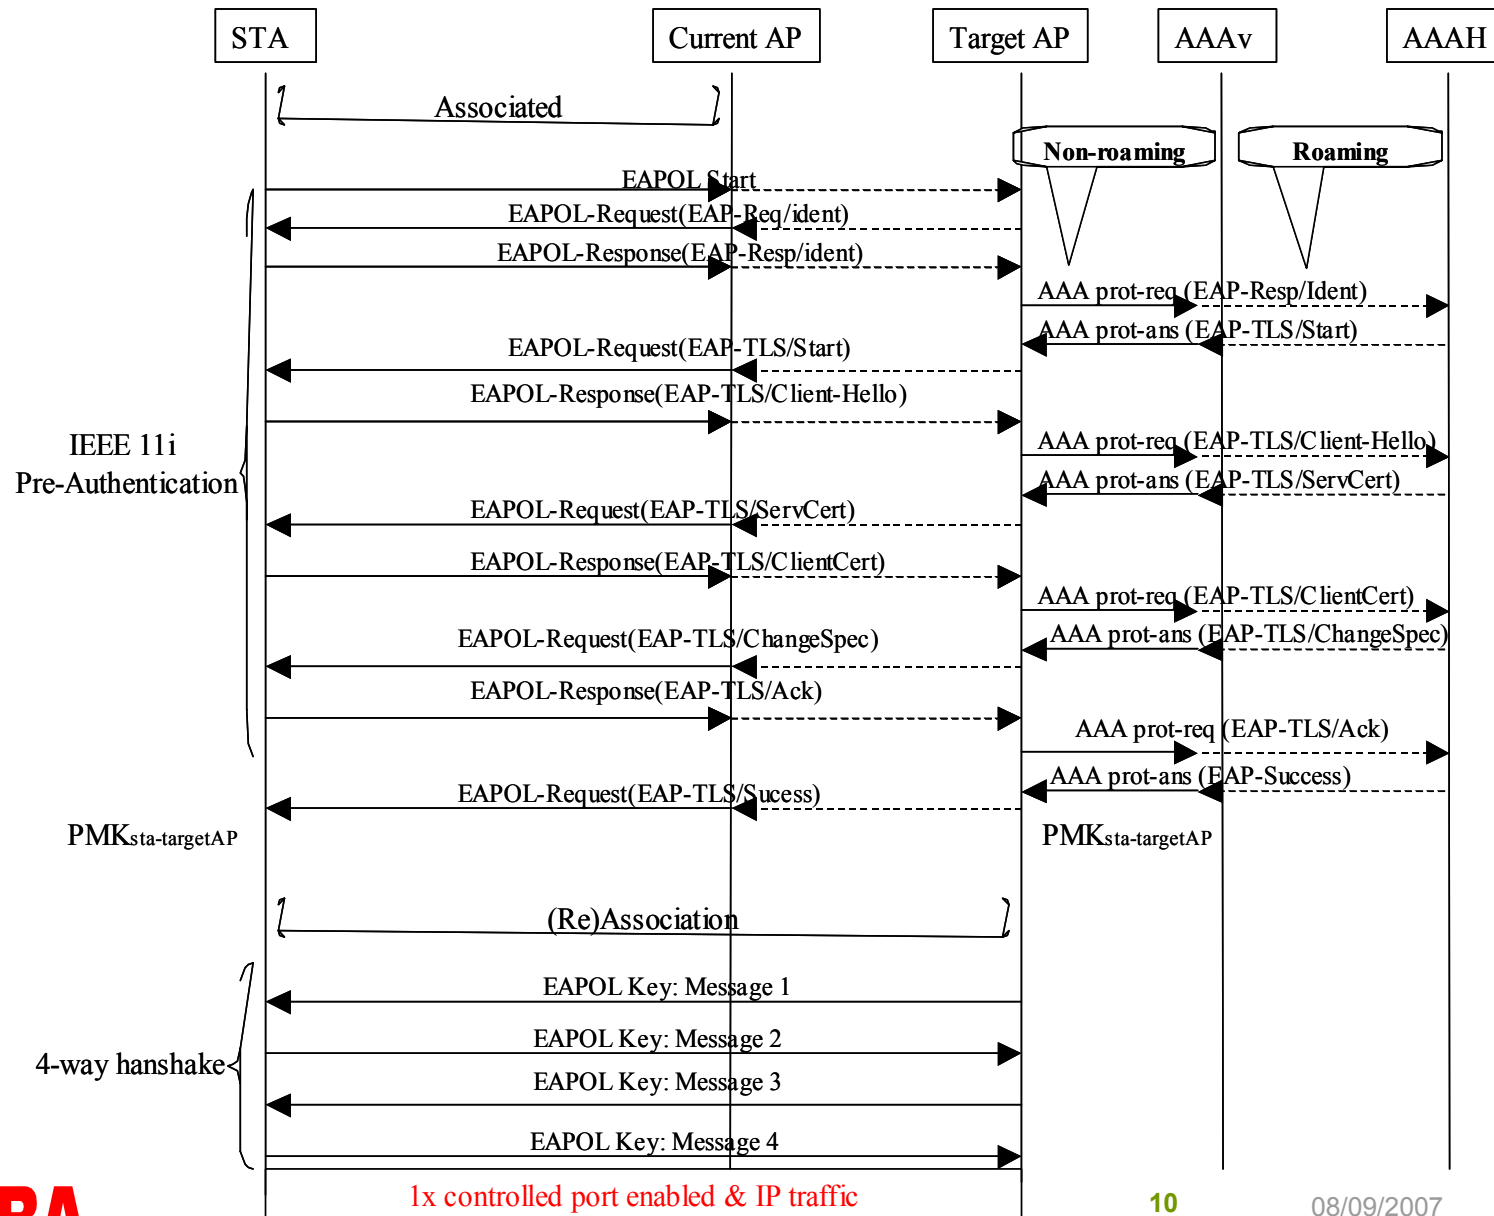 STA
Current AP
Target AP
AAAv
AAAH
Associated
Non-roaming
Roaming
EAPOL Start
EAPOL-Request(EAP-Req/ident)
EAPOL-Response(EAP-Resp/ident)
AAA prot-req (EAP-Resp/Ident)
AAA prot-ans (EAP-TLS/Start)
EAPOL-Request(EAP-TLS/Start)
EAPOL-Response(EAP-TLS/Client-Hello)
IEEE 11i
Pre-Authentication
AAA prot-req (EAP-TLS/Client-Hello)
AAA prot-ans (EAP-TLS/ServCert)
EAPOL-Request(EAP-TLS/ServCert)
EAPOL-Response(EAP-TLS/ClientCert)
AAA prot-req (EAP-TLS/ClientCert)
AAA prot-ans (EAP-TLS/ChangeSpec)
EAPOL-Request(EAP-TLS/ChangeSpec)
EAPOL-Response(EAP-TLS/Ack)
AAA prot-req (EAP-TLS/Ack)
AAA prot-ans (EAP-Success)
EAPOL-Request(EAP-TLS/Sucess)
PMKsta-targetAP
PMKsta-targetAP
(Re)Association
EAPOL Key: Message 1
EAPOL Key: Message 2
4-way hanshake
EAPOL Key: Message 3
EAPOL Key: Message 4
1x controlled port enabled & IP traffic
10
08/09/2007